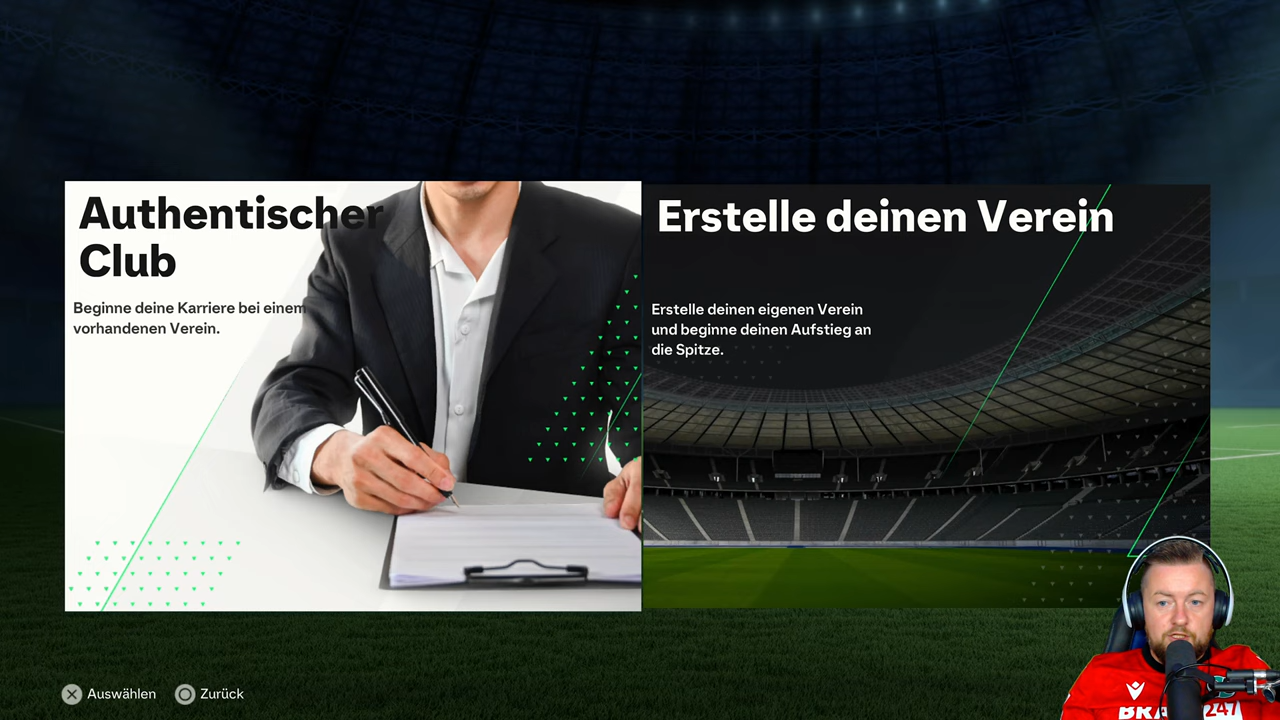 Authentischer
Club
Beginne deine Karriere bei einem
vorhandenen Verein.
Erstelle deinen Verein
Erstelle deinen eigenen Verein
und beginne deinen Aufstieg an
die Spitze.
Auswählen
Zurück
247